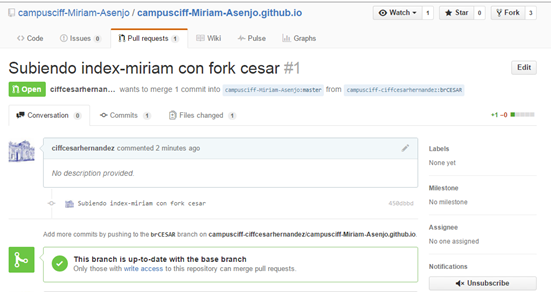 campusciff-Miriam-Asenjo / campusciff-Miriam-Asenjo.github.io
Watch 1 Star 0 Fork 3
Code Issues 0 Pull requests 1 Wiki Pulse Graphs
Subiendo index-miriam con fork cesar #1
Edit
Open ciffcesarhernan... wants to merge 1 commit into campusciff-Miriam-Asenjo:master from campusciff-ciffcesarhernandez:brCESAR
Conversation 0 Commits 1 Files changed 1 +1 −0
ciffcesarhernandez commented 2 minutes ago
No description provided.
Subiendo index-miriam con fork cesar
Add more commits by pushing to the brCESAR branch on campusciff-ciffcesarhernandez/campusciff-Miriam-Asenjo.github.io.
This branch is up-to-date with the base branch
Only those with write access to this repository can merge pull requests.
Labels
None yet
Milestone
No milestone
Assignee
No one assigned
Notifications
Unsubscribe